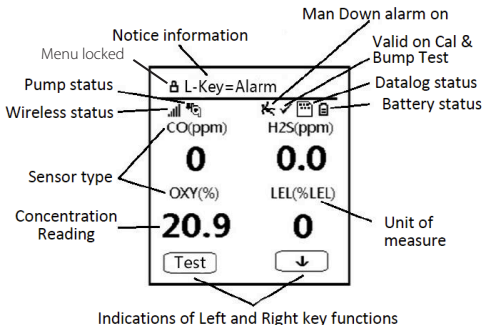 Man Down alarm on
Notice information
Valid on Cal &
Bump Test
Menu locked
L-Key=Alarm
Pump status
Datalog status
Wireless status
Battery status
CO(ppm) H2S(ppm)
0 0.0
Sensor type
OXY(%) LEL(%LEL)
Concentration
Reading
20.9 0
Unit of
measure
Test
Indications of Left and Right key functions